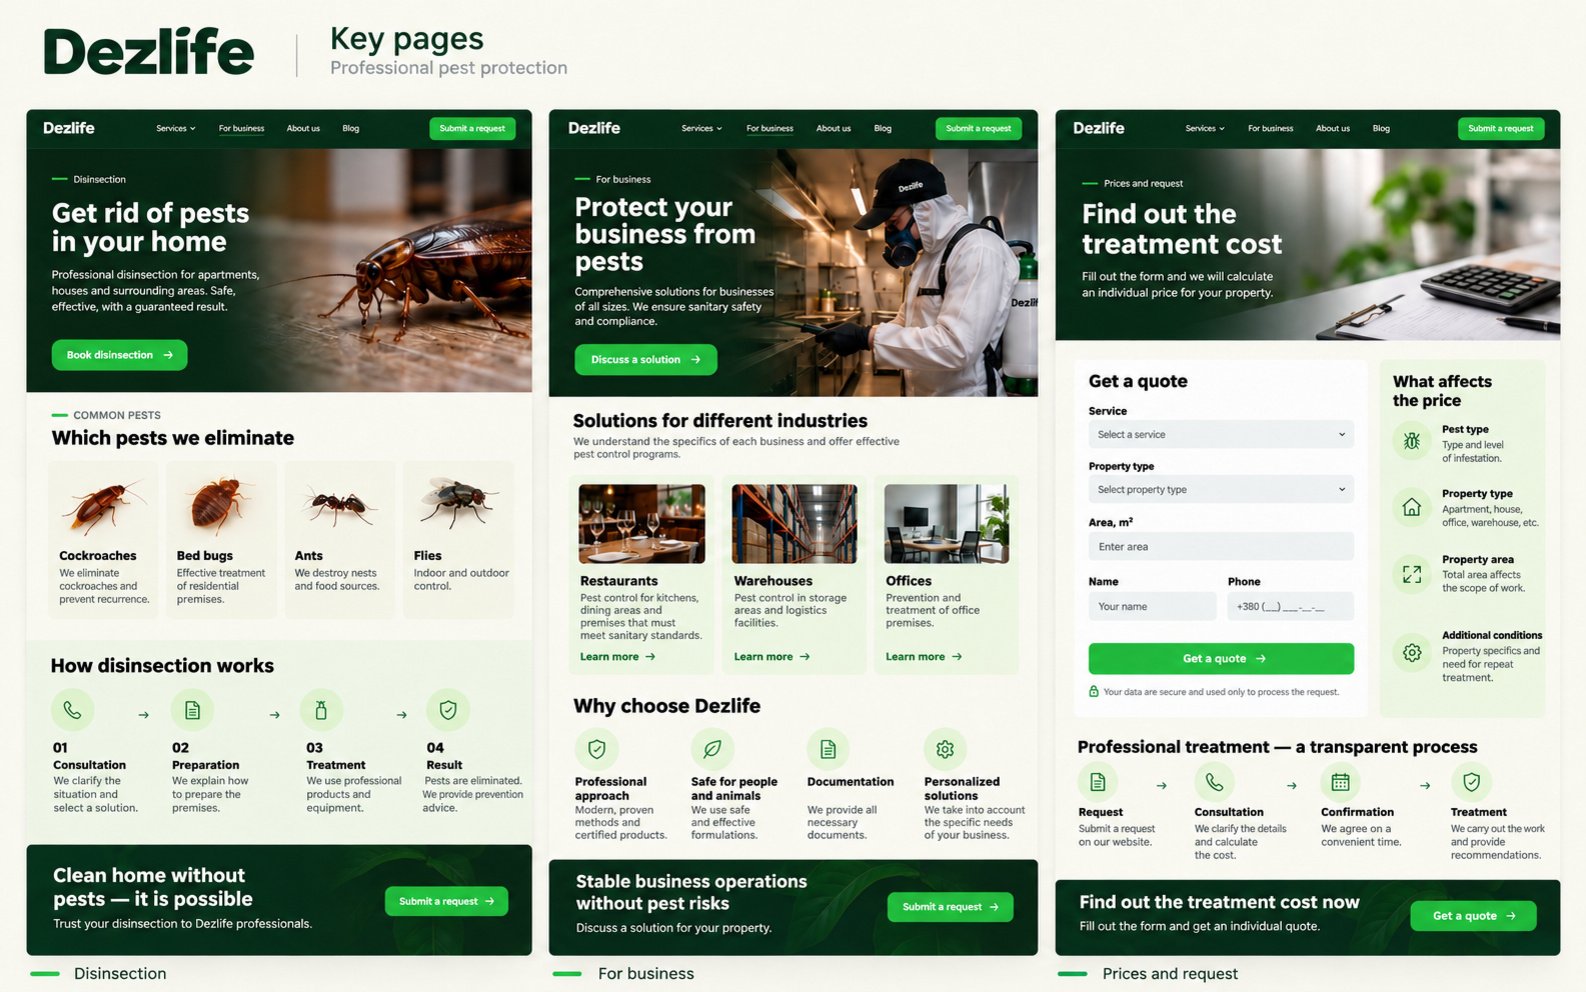 Dezlife
Key pages
Professional pest protection
Dezlife
Services
For business
About us
Blog
Submit a request
Disinsection
Get rid of pests
in your home
Professional disinsection for apartments,
houses and surrounding areas. Safe,
effective, with a guaranteed result.
Book disinsection →
COMMON PESTS
Which pests we eliminate
Cockroaches
We eliminate
cockroaches and
prevent recurrence.
Bed bugs
Effective treatment
of residential
premises.
Ants
We destroy nests
and food sources.
Flies
Indoor and outdoor
control.
How disinsection works
01
Consultation
We clarify the
situation and
select a solution.
02
Preparation
We explain how
to prepare the
premises.
03
Treatment
We use professional
products and
equipment.
04
Result
Pests are eliminated.
We provide prevention
advice.
Clean home without
pests — it is possible
Trust your disinsection to Dezlife professionals.
Submit a request →
Disinsection
Dezlife
Services
For business
About us
Blog
Submit a request
For business
Protect your
business from
pests
Comprehensive solutions for businesses
of all sizes. We ensure sanitary safety
and compliance.
Discuss a solution →
Dezlife
Dezlif
Solutions for different industries
We understand the specifics of each business and offer effective
pest control programs.
Restaurants
Pest control for kitchens,
dining areas and
premises that must
meet sanitary standards.
Learn more →
Warehouses
Pest control in storage
areas and logistics
facilities.
Learn more →
Offices
Prevention and
treatment of office
premises.
Learn more →
Why choose Dezlife
Professional
approach
Modern, proven
methods and
certified products.
Safe for people
and animals
We use safe
and effective
formulations.
Documentation
We provide all
necessary
documents.
Personalized
solutions
We take into account
the specific needs
of your business.
Stable business operations
without pest risks
Discuss a solution for your property.
Submit a request →
For business
Dezlife
Services
For business
About us
Blog
Submit a request
Prices and request
Find out the
treatment cost
Fill out the form and we will calculate
an individual price for your property.
Get a quote
Service
Select a service
Property type
Select property type
Area, m²
Enter area
Name
Your name
Phone
+380 (__) ___-__-__
Get a quote →
Your data are secure and used only to process the request.
What affects
the price
Pest type
Type and level
of infestation.
Property type
Apartment, house,
office, warehouse, etc.
Property area
Total area affects
the scope of work.
Additional conditions
Property specifics and
need for repeat
treatment.
Professional treatment — a transparent process
Request
Submit a request
on our website.
Consultation
We clarify the details
and calculate
the cost.
Confirmation
We agree on a
convenient time.
Treatment
We carry out the work
and provide
recommendations.
Find out the treatment cost now
Fill out the form and get an individual quote.
Get a quote →
Prices and request